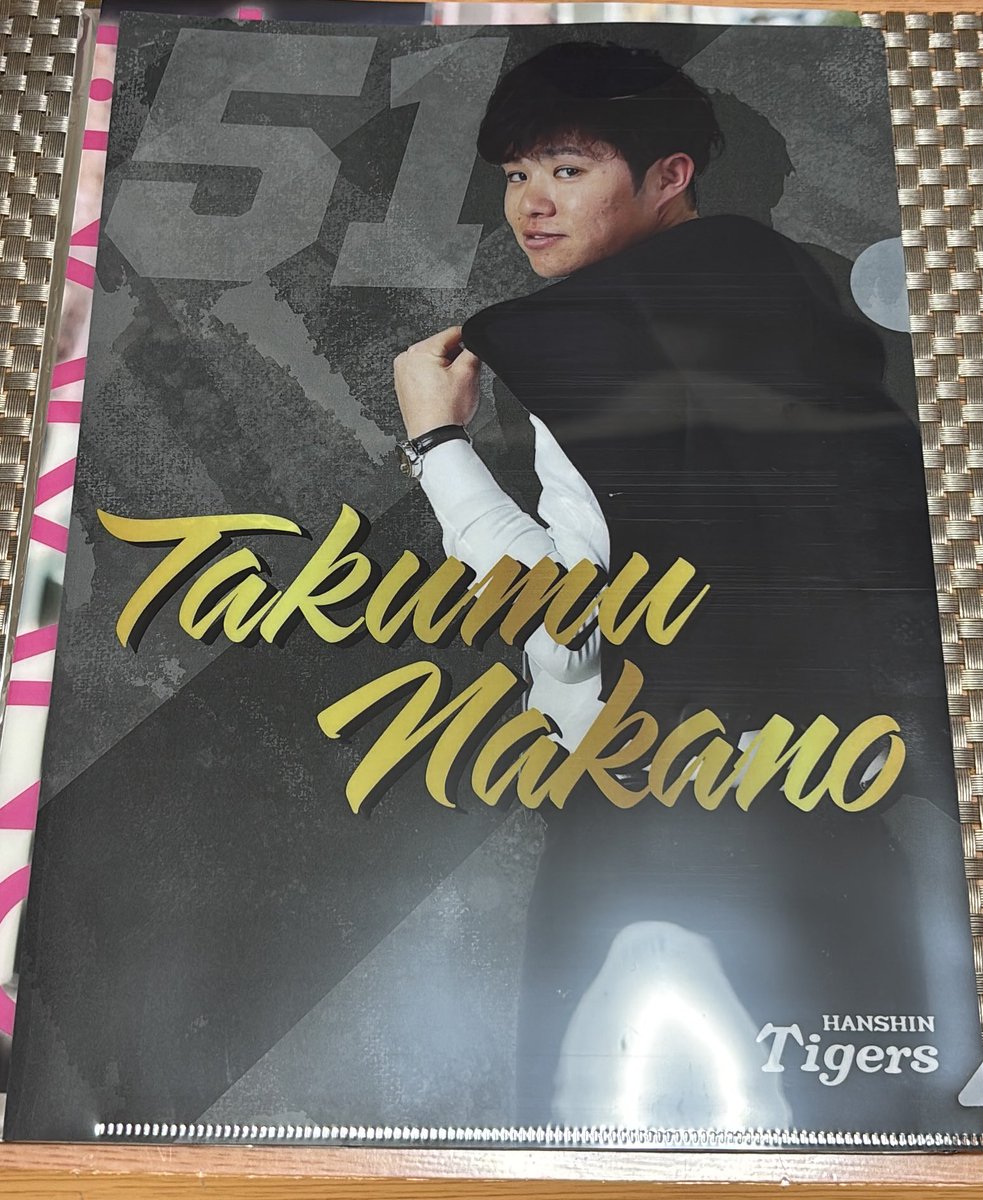 51
Takumu
Nakano
HANSHIN
Tigers